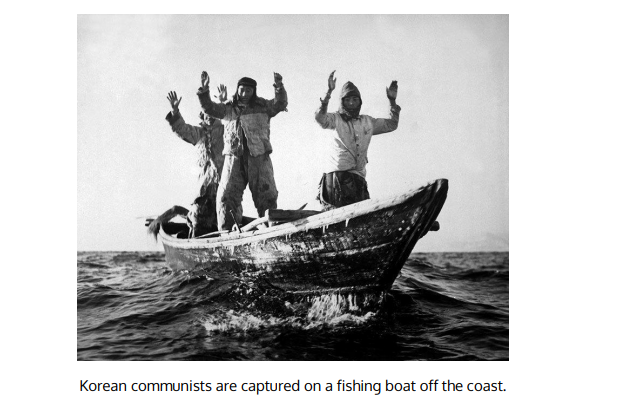 Korean communists are captured on a fishing boat off the coast.